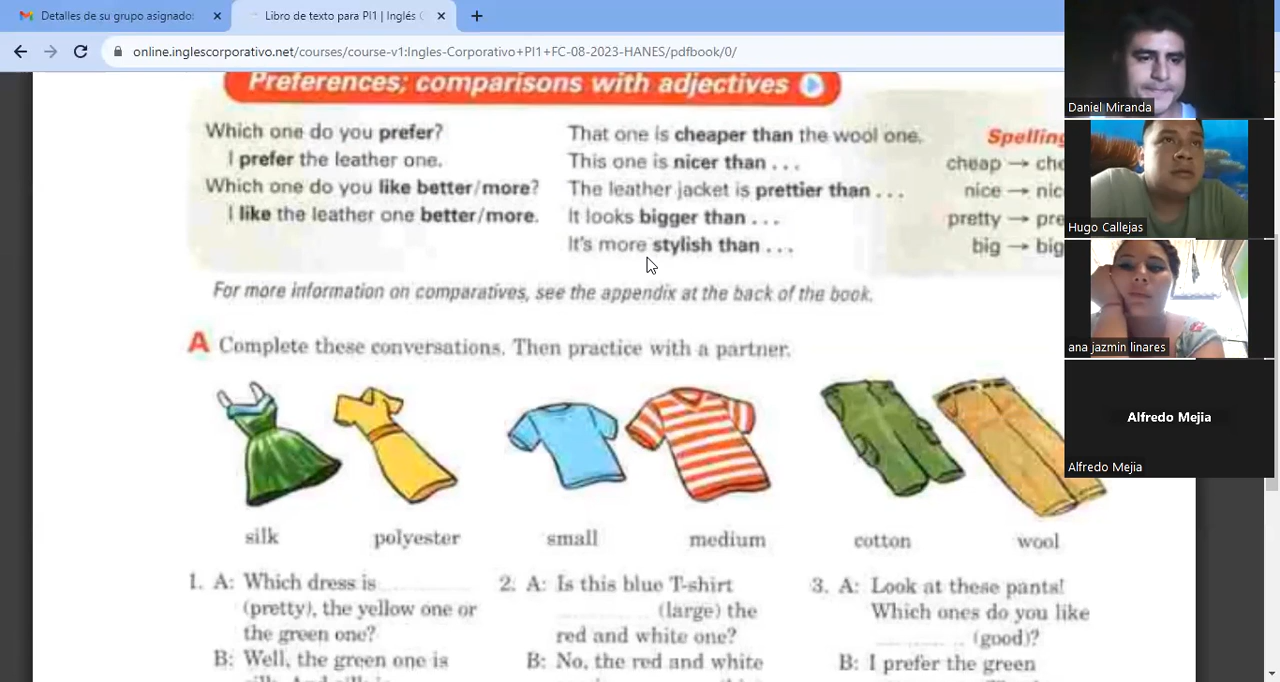 Detalles de su grupo asignado
Libro de texto para PI1 | Inglés
online.inglescorporativo.net/courses/course-v1:Ingles-Corporativo+PI1+FC-08-2023-HANES/pdfbook/0/
Preferences; comparisons with adjectives
Which one do you prefer?
I prefer the leather one.
Which one do you like better/more?
I like the leather one better/more.
That one is cheaper than the wool one.
This one is nicer than . . .
The leather jacket is prettier than . . .
It looks bigger than . . .
It's more stylish than . . .
Spelling
cheap → che
nice → nic
pretty → pre
big → big
For more information on comparatives, see the appendix at the back of the book.
A Complete these conversations. Then practice with a partner.
silk polyester small medium cotton wool
1. A: Which dress is
(pretty), the yellow one or
the green one?
B: Well, the green one is
2. A: Is this blue T-shirt
(large) the
red and white one?
B: No, the red and white
3. A: Look at these pants!
Which ones do you like
(good)?
B: I prefer the green
Daniel Miranda
Hugo Callejas
ana jazmin linares
Alfredo Mejia
Alfredo Mejia